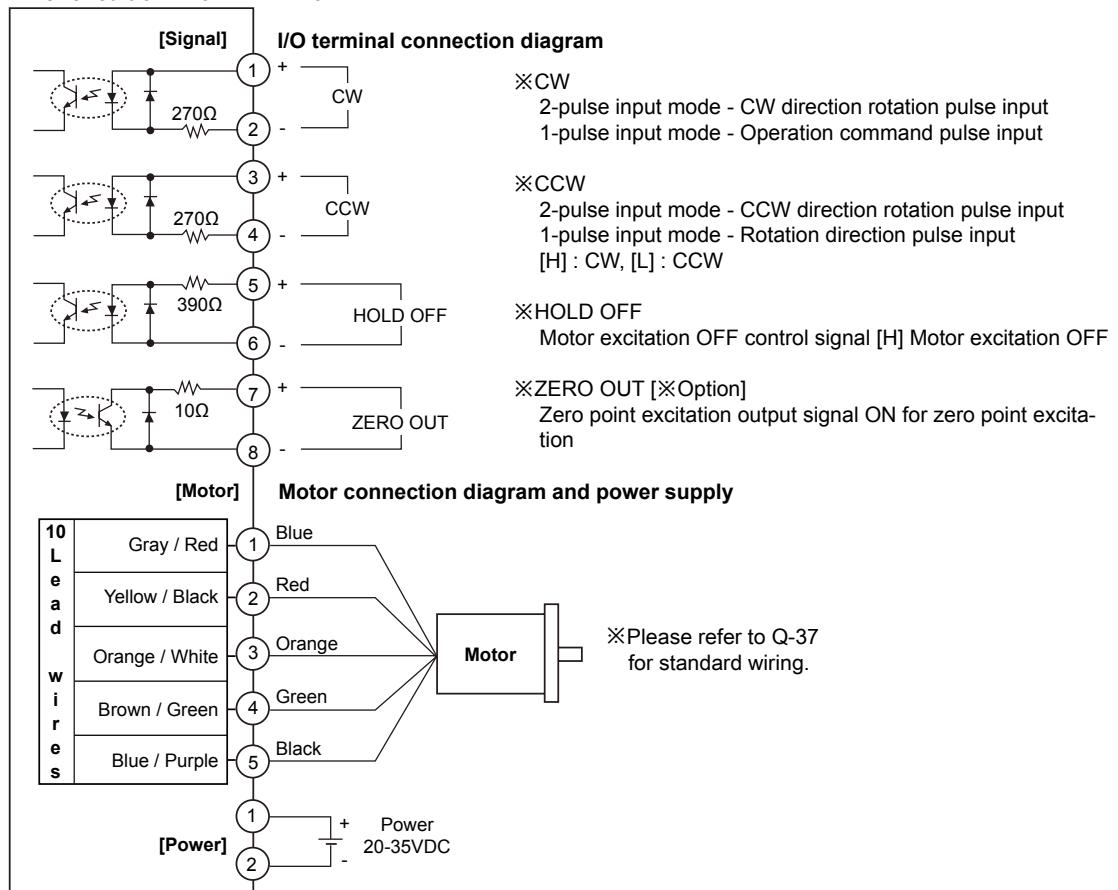 [Signal]
I/O terminal connection diagram
1
+
CW
270Ω
2
-
※CW
2-pulse input mode - CW direction rotation pulse input
1-pulse input mode - Operation command pulse input
3
+
CCW
270Ω
4
-
※CCW
2-pulse input mode - CCW direction rotation pulse input
1-pulse input mode - Rotation direction pulse input
[H] : CW, [L] : CCW
5
+
390Ω
HOLD OFF
6
-
※HOLD OFF
Motor excitation OFF control signal [H] Motor excitation OFF
7
+
10Ω
ZERO OUT
8
-
※ZERO OUT [※Option]
Zero point excitation output signal ON for zero point excita-
tion
[Motor]
Motor connection diagram and power supply
10 Lead wires
Gray / Red
1
Blue
Yellow / Black
2
Red
Orange / White
3
Orange
Brown / Green
4
Green
Blue / Purple
5
Black
Motor
※Please refer to Q-37
for standard wiring.
[Power]
1
+
Power
20-35VDC
2
-